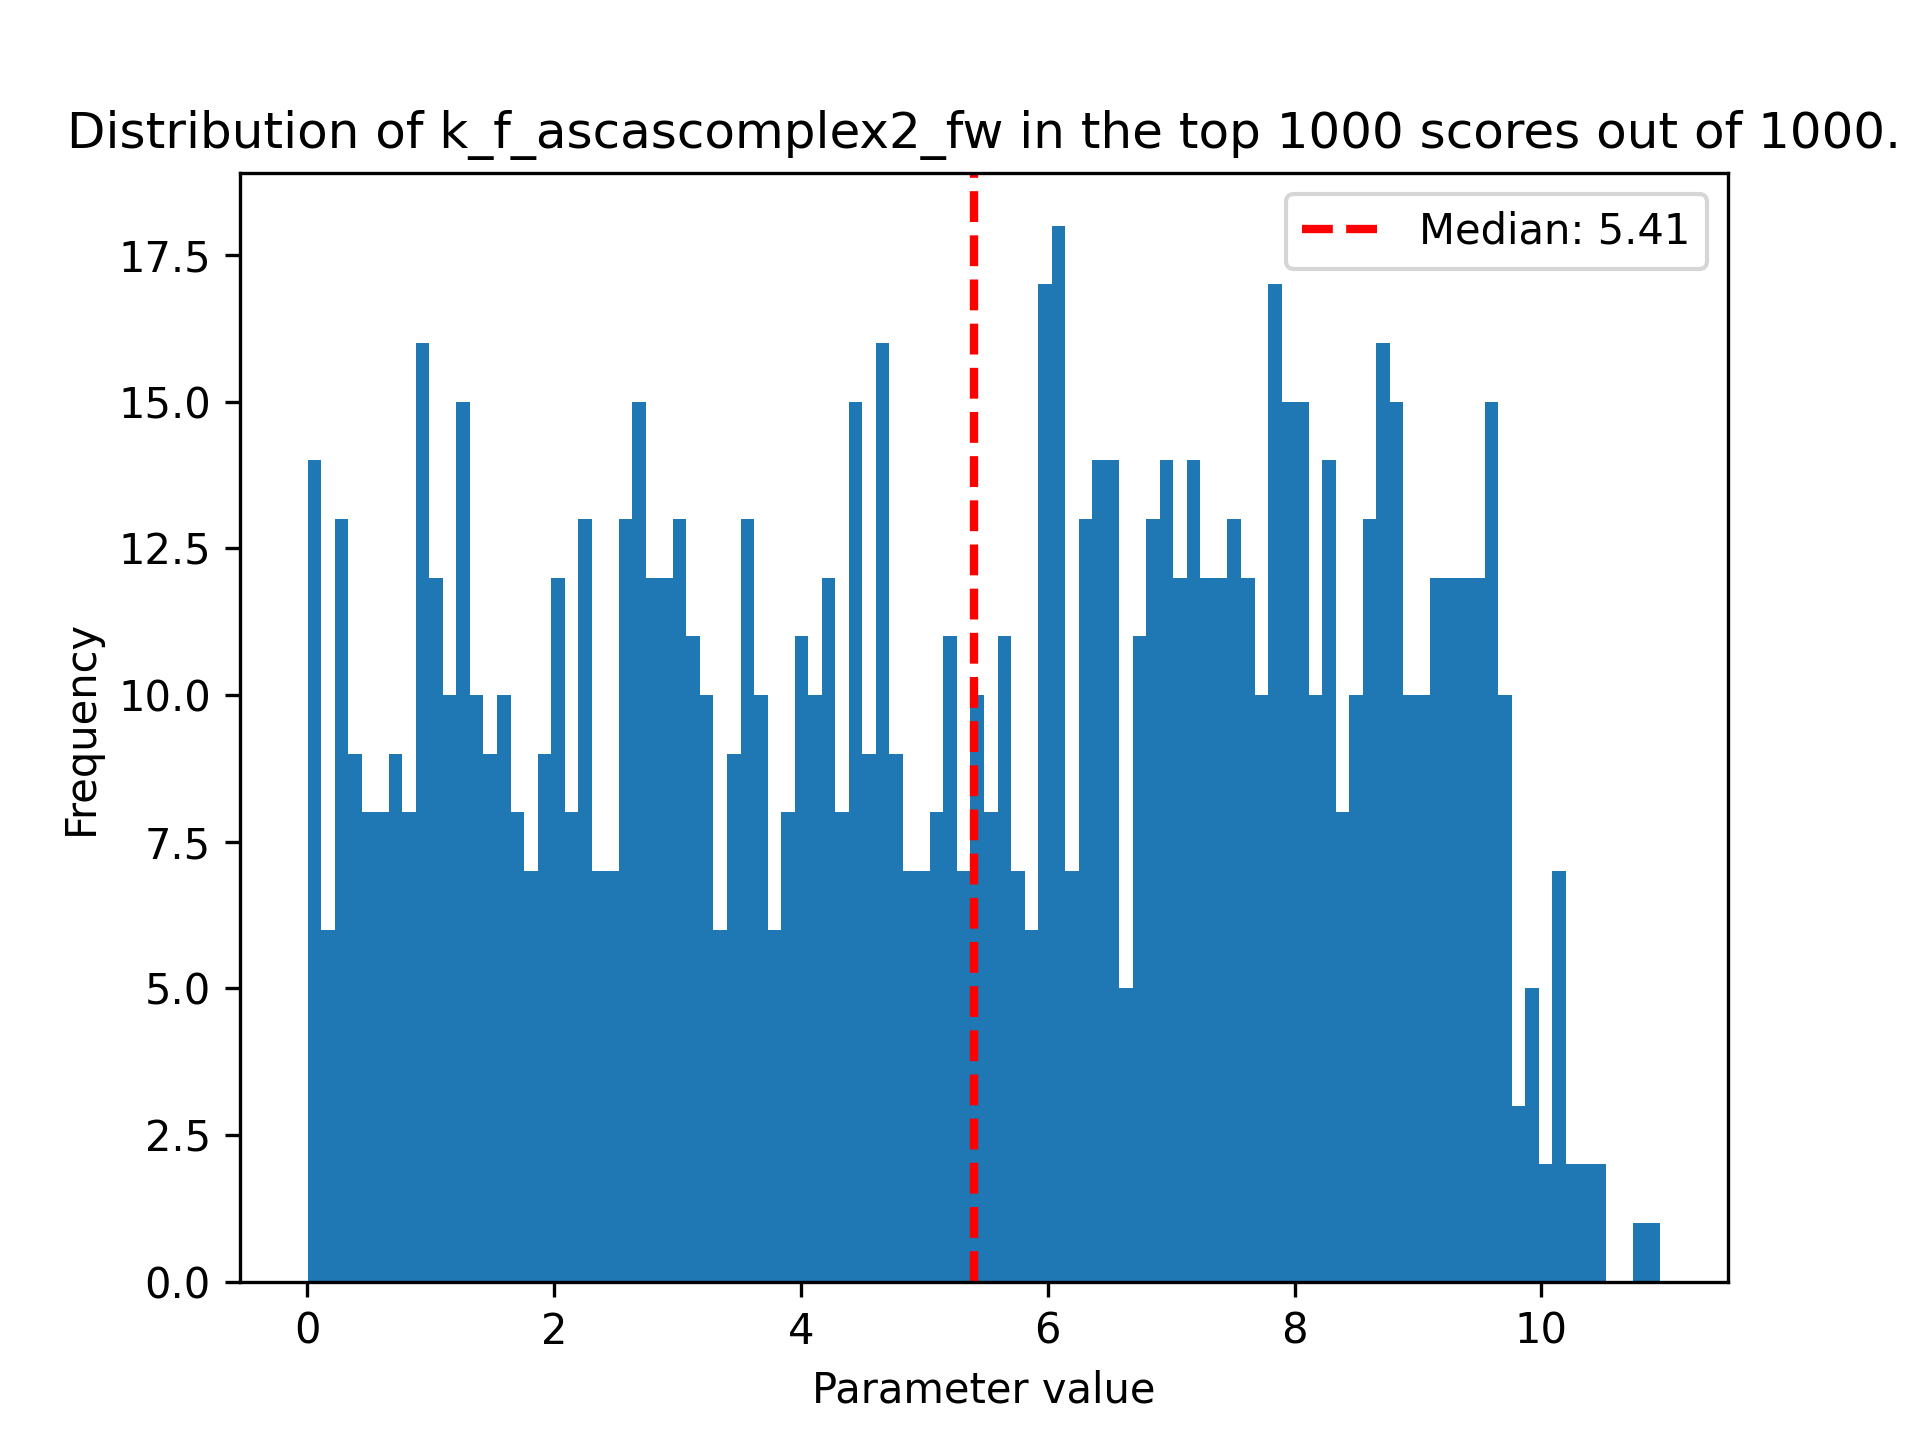 Distribution of k_f_ascascomplex2_fw in the top 1000 scores out of 1000.
Median: 5.41
17.5
15.0
12.5
10.0
7.5
5.0
2.5
0.0
Frequency
0 2 4 6 8 10
Parameter value